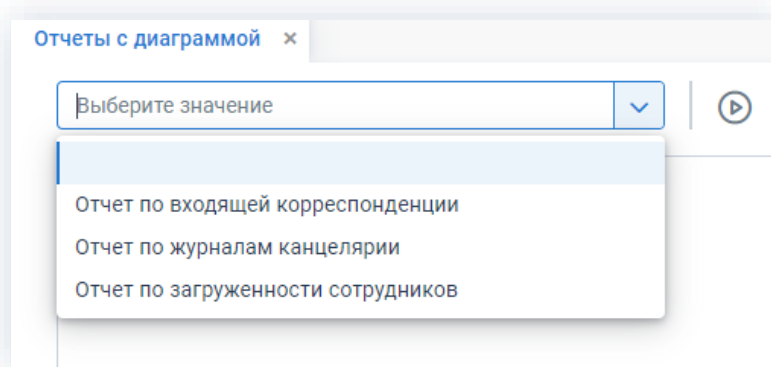 Отчеты с диаграммой ×
Выберите значение
Отчет по входящей корреспонденции
Отчет по журналам канцелярии
Отчет по загруженности сотрудников